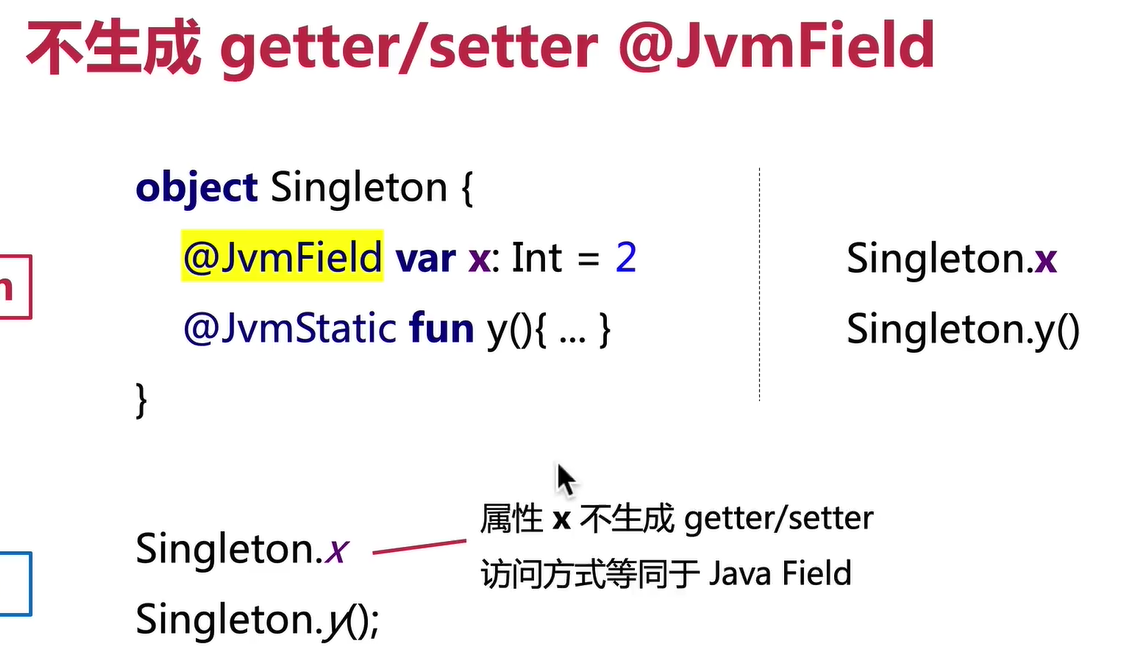 不生成 getter/setter @JvmField
object Singleton {
@JvmField var x: Int = 2
@JvmStatic fun y(){ ... }
}
Singleton.x
Singleton.y()
n
Singleton.x
Singleton.y();
属性 x 不生成 getter/setter
访问方式等同于 Java Field